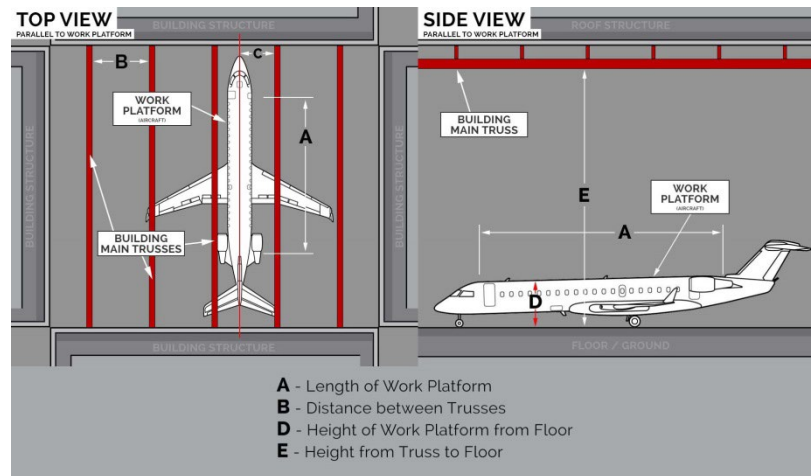 TOP VIEW
PARALLEL TO WORK PLATFORM
BUILDING STRUCTURE
B
C
WORK
PLATFORM
(AIRCRAFT)
A
BUILDING STRUCTURE
BUILDING STRUCTURE
BUILDING
MAIN TRUSSES
BUILDING STRUCTURE
SIDE VIEW
PARALLEL TO WORK PLATFORM
ROOF STRUCTURE
BUILDING
MAIN TRUSS
E
WORK
PLATFORM
(AIRCRAFT)
A
D
FLOOR / GROUND
A - Length of Work Platform
B - Distance between Trusses
D - Height of Work Platform from Floor
E - Height from Truss to Floor